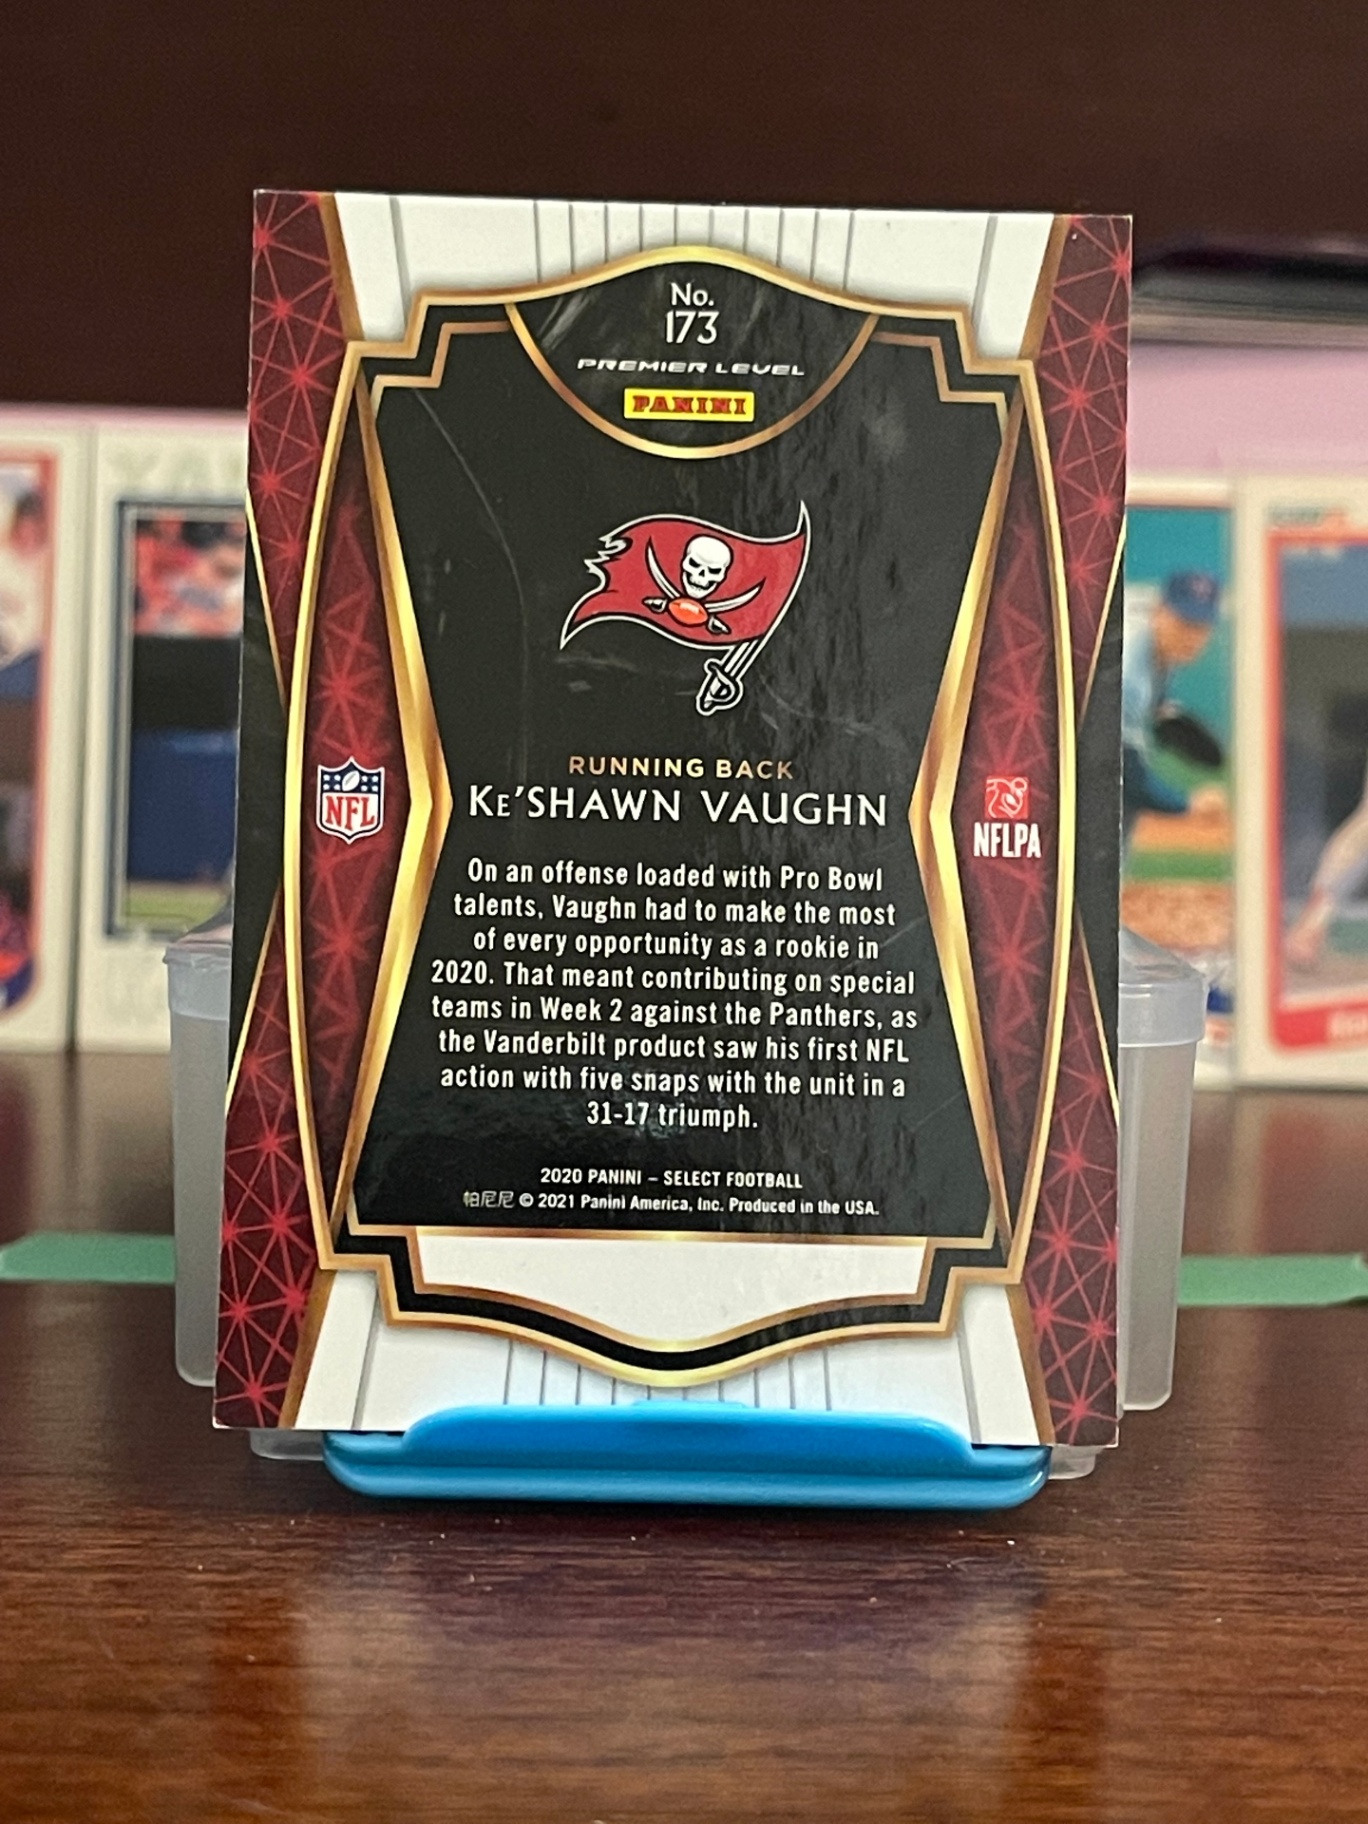 No.
173
PREMIER LEVEL
PANINI
RUNNING BACK
KE'SHAWN VAUGHN
NFL
NFLPA
On an offense loaded with Pro Bowl
talents, Vaughn had to make the most
of every opportunity as a rookie in
2020. That meant contributing on special
teams in Week 2 against the Panthers, as
the Vanderbilt product saw his first NFL
action with five snaps with the unit in a
31-17 triumph.
2020 PANINI – SELECT FOOTBALL
帕尼尼 © 2021 Panini America, Inc. Produced in the USA.